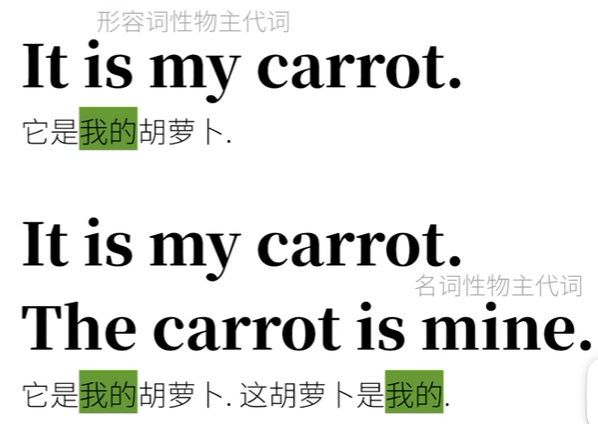 形容词性物主代词
It is my carrot.
它是我的胡萝卜.
It is my carrot.
名词性物主代词
The carrot is mine.
它是我的胡萝卜. 这胡萝卜是我的.